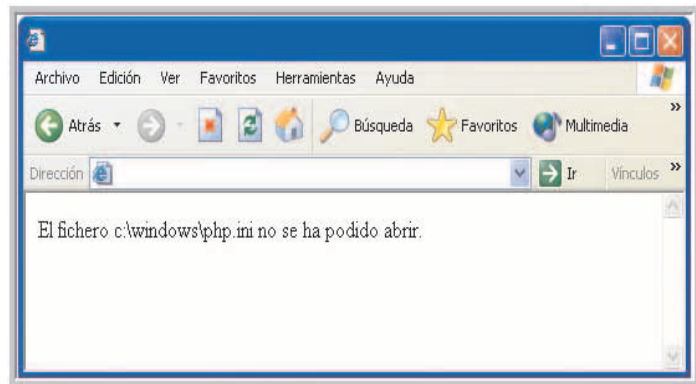 Archivo Edición Ver Favoritos Herramientas Ayuda
Atrás Búsqueda Favoritos Multimedia »
Dirección Ir Vínculos »
El fichero c:\windows\php.ini no se ha podido abrir.